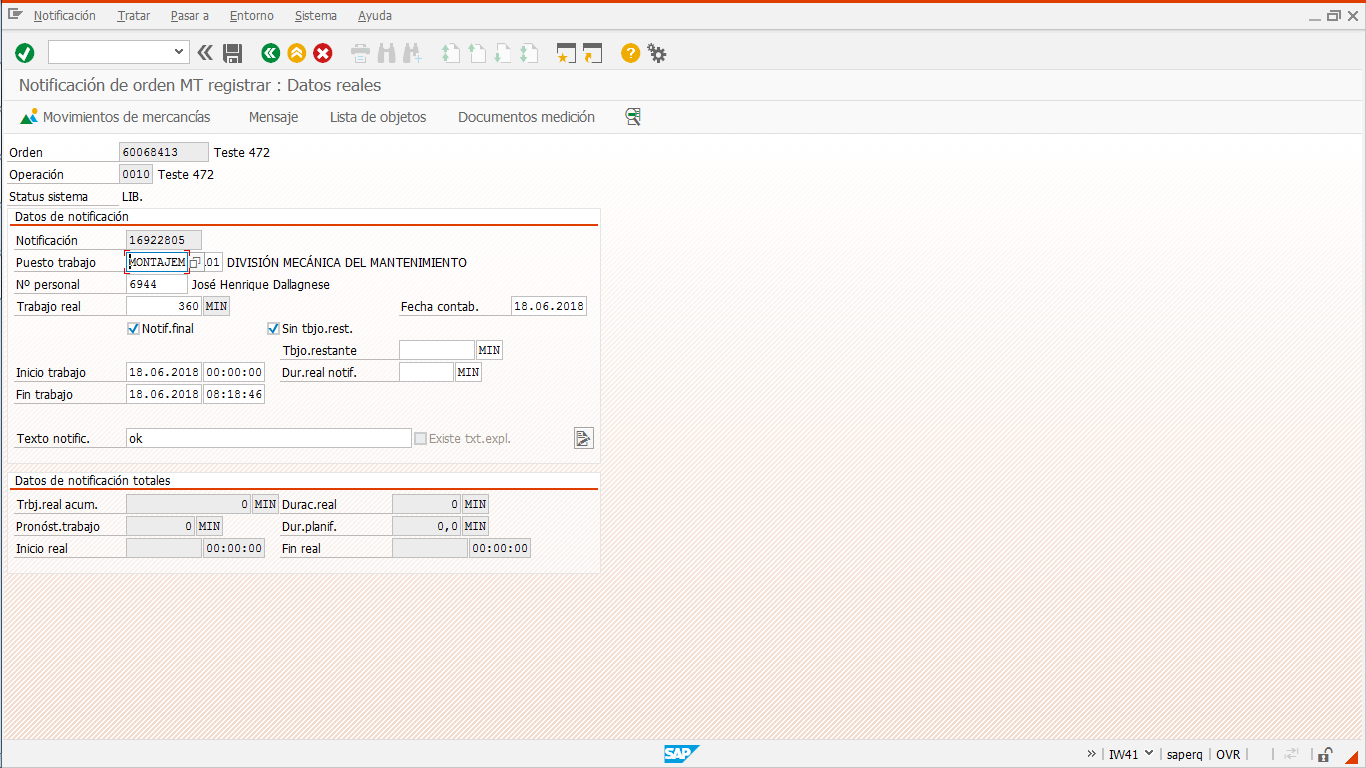 Notificación Tratar Pasar a Entorno Sistema Ayuda
Notificación de orden MT registrar : Datos reales
Movimientos de mercancías Mensaje Lista de objetos Documentos medición
Orden 60068413 Teste 472
Operación 0010 Teste 472
Status sistema LIB.
Datos de notificación
Notificación 16922805
Puesto trabajo MONTAJEM 01 DIVISIÓN MECÁNICA DEL MANTENIMIENTO
Nº personal 6944 José Henrique Dallagnese
Trabajo real 360 MIN Fecha contab. 18.06.2018
Notif.final Sin tbjo.rest.
Tbjo.restante MIN
Inicio trabajo 18.06.2018 00:00:00 Dur.real notif. MIN
Fin trabajo 18.06.2018 08:18:46
Texto notific. ok Existe txt.expl.
Datos de notificación totales
Trbj.real acum. 0 MIN Durac.real 0 MIN
Pronóst.trabajo 0 MIN Dur.planif. 0,0 MIN
Inicio real 00:00:00 Fin real 00:00:00
SAP IW41 saperq OVR